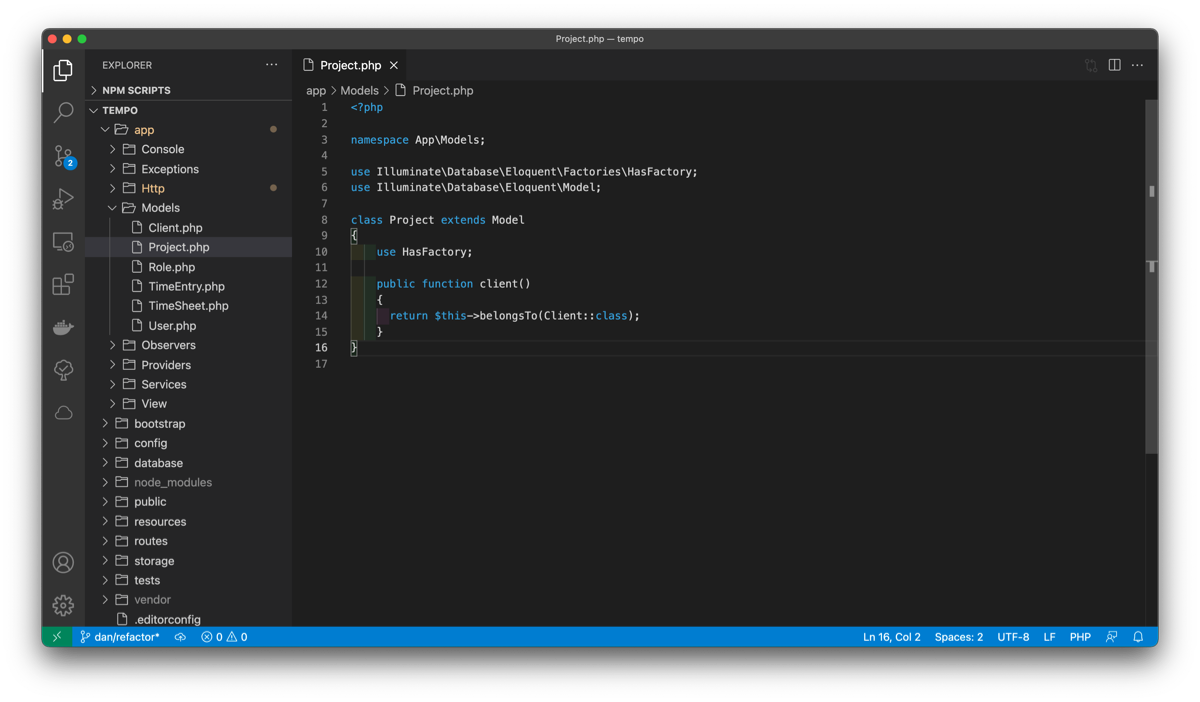 Project.php — tempo
EXPLORER
NPM SCRIPTS
TEMPO
app
Console
Exceptions
Http
Models
Client.php
Project.php
Role.php
TimeEntry.php
TimeSheet.php
User.php
Observers
Providers
Services
View
bootstrap
config
database
node_modules
public
resources
routes
storage
tests
vendor
.editorconfig
2
Project.php
app > Models > Project.php
1 <?php
2
3 namespace App\Models;
4
5 use Illuminate\Database\Eloquent\Factories\HasFactory;
6 use Illuminate\Database\Eloquent\Model;
7
8 class Project extends Model
9 {
10 use HasFactory;
11
12 public function client()
13 {
14 return $this->belongsTo(Client::class);
15 }
16 }
17
dan/refactor* 0 0 Ln 16, Col 2 Spaces: 2 UTF-8 LF PHP